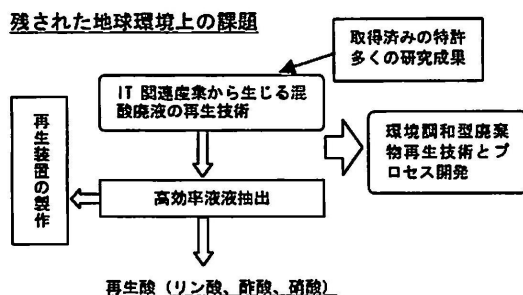 残された地球環境上の課題
取得済みの特許
多くの研究成果
IT 関連産業から生じる混
酸廃液の再生技術
環境調和型廃棄
物再生技術とプ
ロセス開発
再生装置の製作
高効率液液抽出
再生酸(リン酸、酢酸、硝酸)